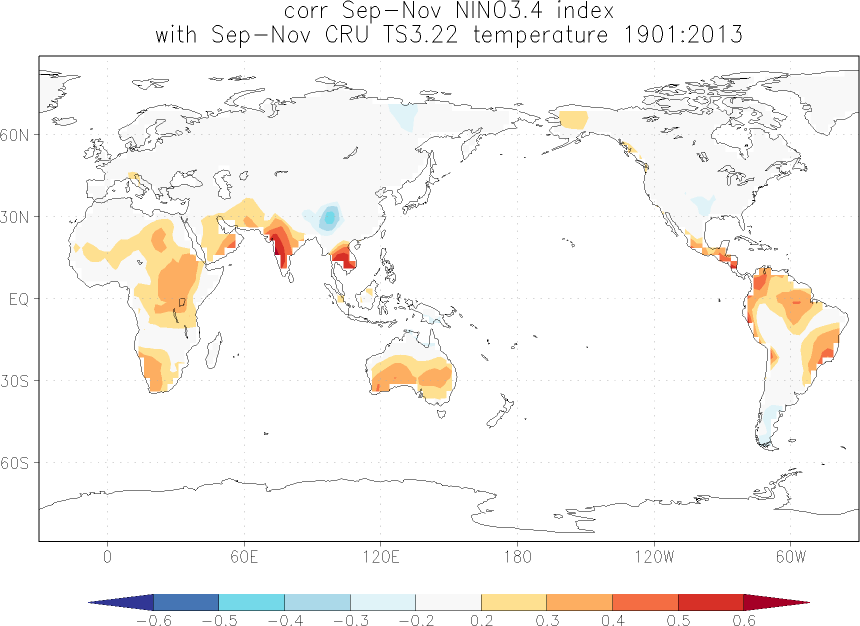 corr Sep-Nov NINO3.4 index
with Sep-Nov CRU TS3.22 temperature 1901:2013
60N
30N
EQ
30S
60S
0 60E 120E 180 120W 60W
-0.6 -0.5 -0.4 -0.3 -0.2 0.2 0.3 0.4 0.5 0.6